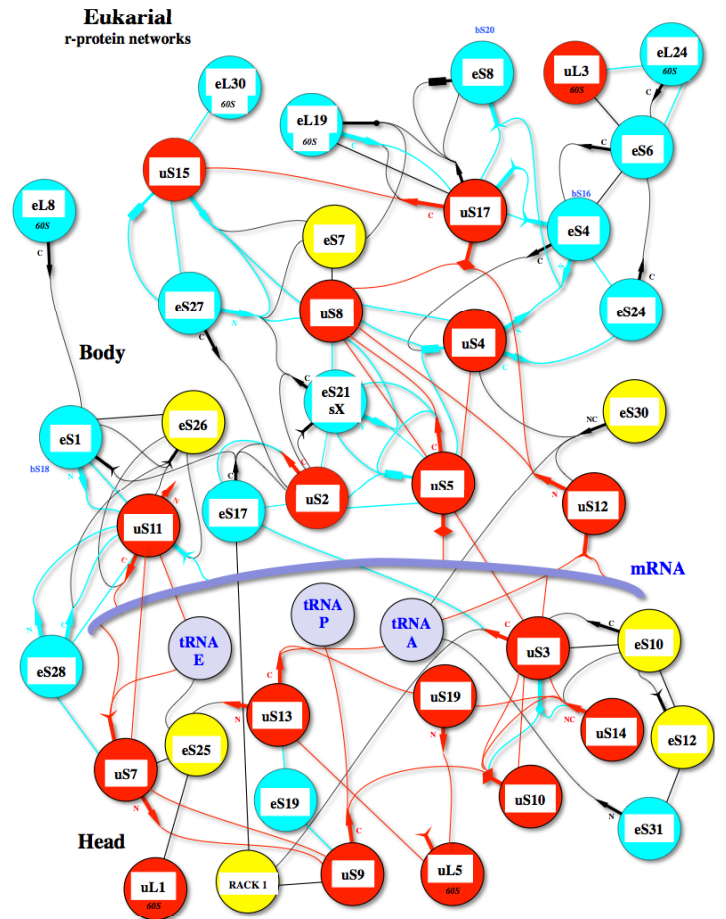 Eukarial
r-protein networks
bS20
eL30
60S
eS8
uL3
60S
eL24
60S
eL19
60S
C
C
uS15
eS6
C
bS16
uS17
C
eL8
60S
C
eS7
eS4
C
eS27
N
C
uS8
uS4
N
C
eS24
C
Body
eS26
eS21
sX
C
eS30
NC
eS1
bS18
N
uS11
N
C
eS17
C
uS2
uS5
C
uS12
N
mRNA
tRNA
E
tRNA
P
tRNA
A
eS28
N
C
uS3
C
eS10
C
uS13
N
C
uS19
N
uS14
NC
eS12
eS25
uS7
N
eS19
uS10
eS31
N
Head
uL1
60S
RACK 1
uS9
C
uL5
60S